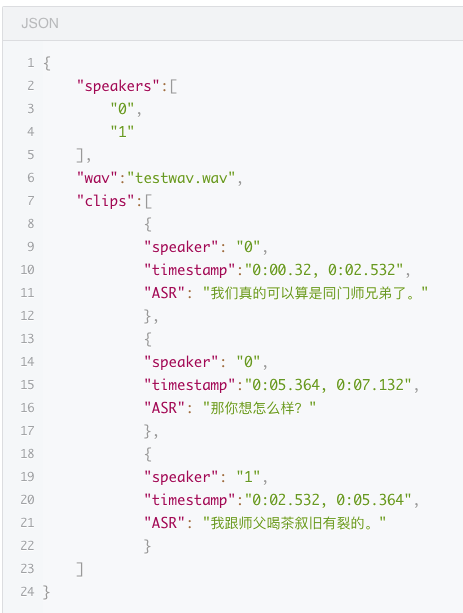 JSON
1 {
2     "speakers":[
3         "0",
4         "1"
5     ],
6     "wav":"testwav.wav",
7     "clips":[
8             {
9             "speaker": "0",
10             "timestamp":"0:00.32, 0:02.532",
11             "ASR": "我们真的可以算是同门师兄弟了。"
12             },
13             {
14             "speaker": "0",
15             "timestamp":"0:05.364, 0:07.132",
16             "ASR": "那你想怎么样？"
17             },
18             {
19             "speaker": "1",
20             "timestamp":"0:02.532, 0:05.364",
21             "ASR": "我跟师父喝茶叙旧有裂的。"
22             }
23     ]
24 }